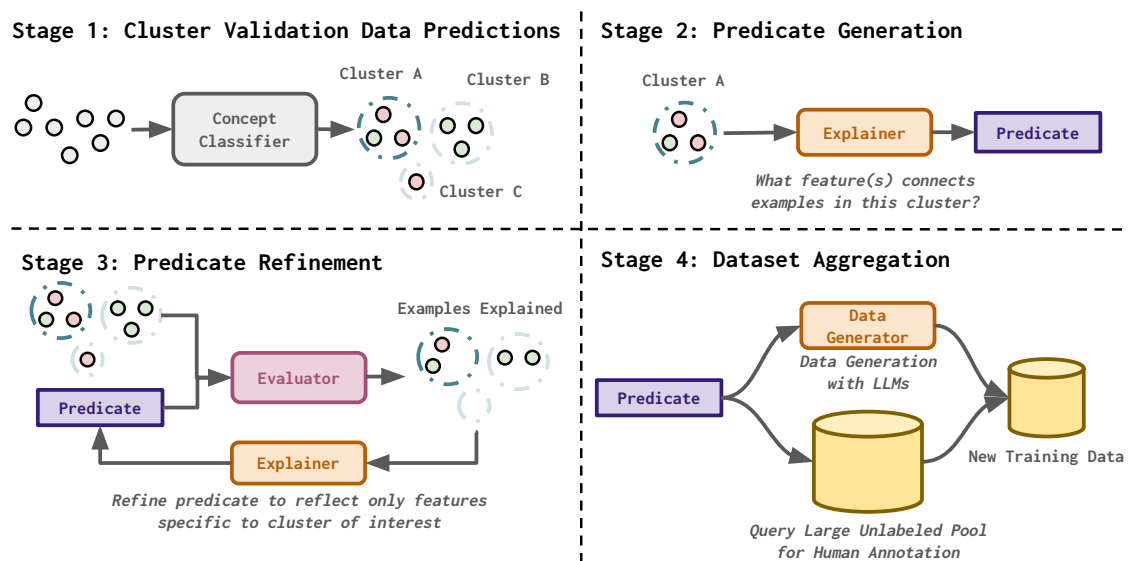 Stage 1: Cluster Validation Data Predictions
Cluster A
Cluster B
Concept
Classifier
Cluster C
Stage 2: Predicate Generation
Cluster A
Explainer
Predicate
What feature(s) connects
examples in this cluster?
Stage 3: Predicate Refinement
Examples Explained
Evaluator
Predicate
Explainer
Refine predicate to reflect only features
specific to cluster of interest
Stage 4: Dataset Aggregation
Data
Generator
Data Generation
with LLMs
Predicate
New Training Data
Query Large Unlabeled Pool
for Human Annotation